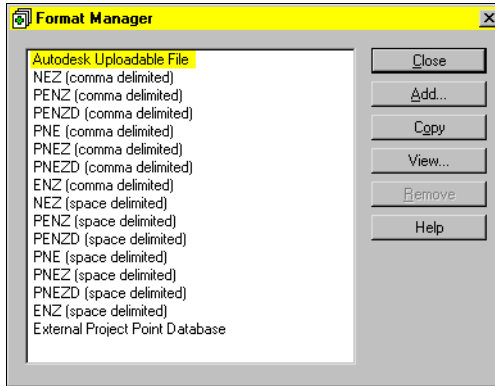 Format Manager
Autodesk Uploadable File
NEZ (comma delimited)
PENZ (comma delimited)
PENZD (comma delimited)
PNE (comma delimited)
PNEZ (comma delimited)
PNEZD (comma delimited)
ENZ (comma delimited)
NEZ (space delimited)
PENZ (space delimited)
PENZD (space delimited)
PNE (space delimited)
PNEZ (space delimited)
PNEZD (space delimited)
ENZ (space delimited)
External Project Point Database
Close
Add...
Copy
View...
Remove
Help